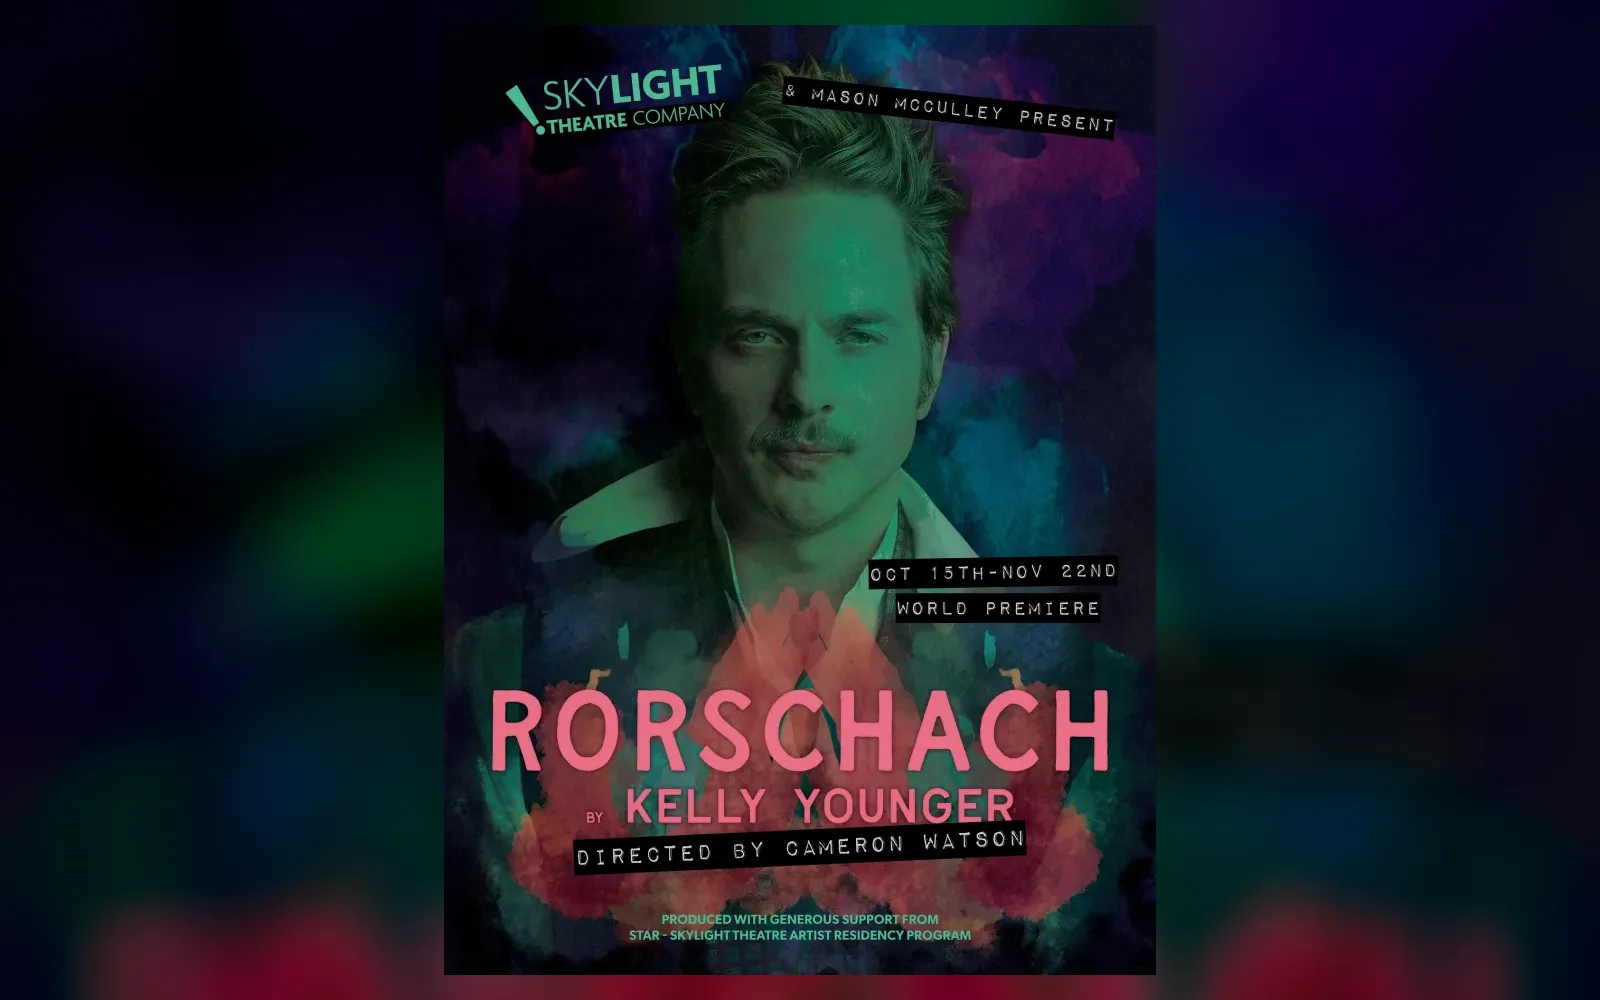 SKYLIGHT
THEATRE COMPANY
& MASON MCCULLEY PRESENT
OCT 15TH-NOV 22ND
WORLD PREMIERE
RORSCHACH
BY KELLY YOUNGER
DIRECTED BY CAMERON WATSON
PRODUCED WITH GENEROUS SUPPORT FROM
STAR - SKYLIGHT THEATRE ARTIST RESIDENCY PROGRAM